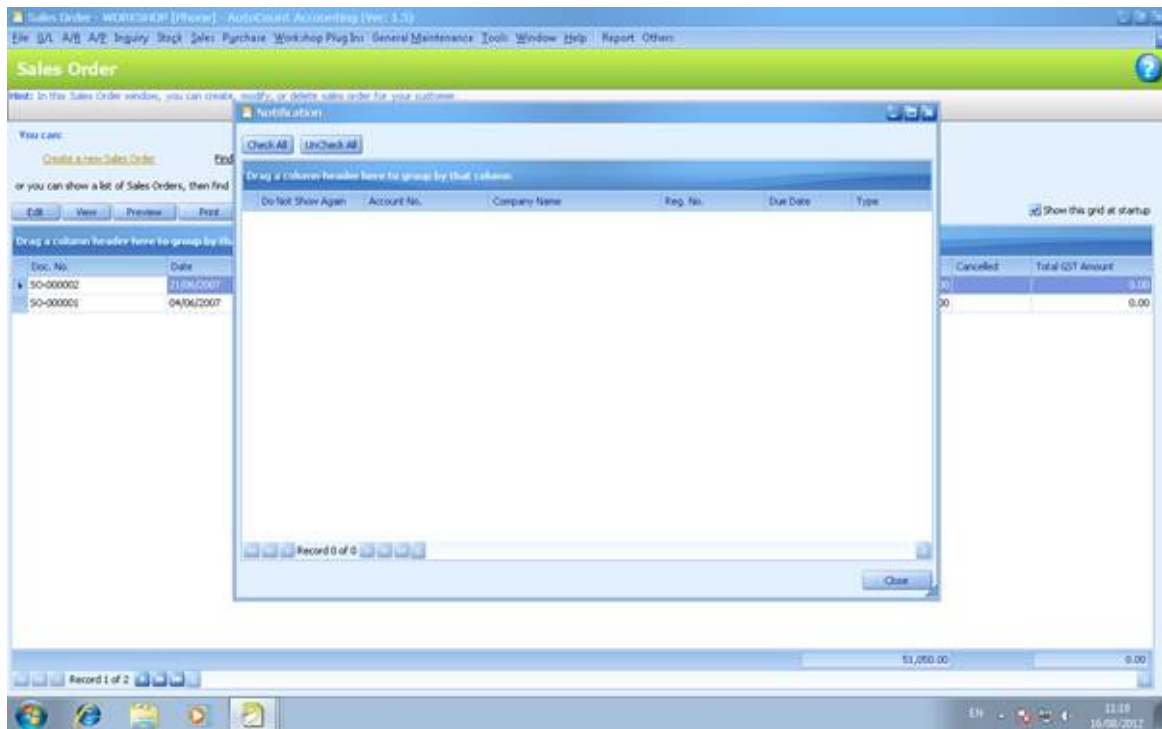 Sales Order - WORKSHOP [Phone] - AutoCount Accounting (Ver: 1.5)
File G/L A/R A/P Inquiry Stock Sales Purchase Workshop Plug Ins General Maintenance Tools Window Help Report Others
Sales Order
Hint: In this Sales Order window, you can create, modify, or delete sales order for your customer.
Notification
You can:
Check All UnCheck All
Create a new Sales Order Find
Drag a column header here to group by that column
or you can show a list of Sales Orders, then find
Do Not Show Again Account No. Company Name Reg. No. Due Date Type
Edit View Preview Print Show this grid at startup
Drag a column header here to group by
Doc. No. Date Cancelled Total GST Amount
SO-000002 21/06/2007 0.00
SO-000001 04/06/2007 0.00
Record 0 of 0
Close
51,050.00 0.00
Record 1 of 2
EN 11:19
16/08/2012